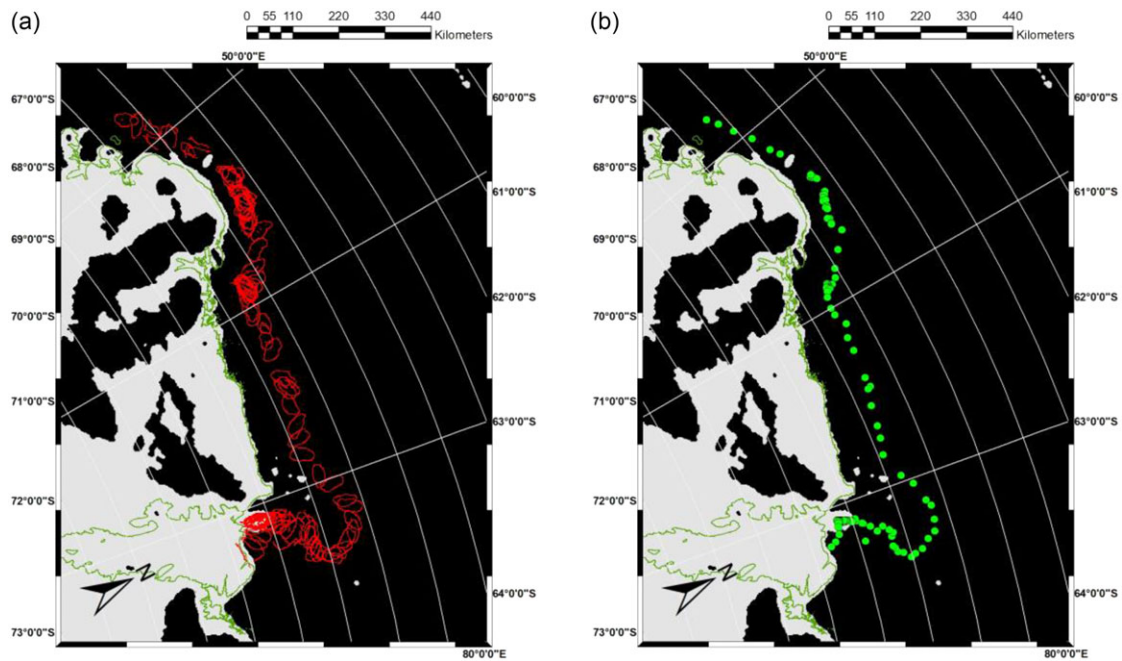 (a)
0 55 110 220 330 440
Kilometers
50°0'0"E
67°0'0"S
68°0'0"S
69°0'0"S
70°0'0"S
71°0'0"S
72°0'0"S
73°0'0"S
60°0'0"S
61°0'0"S
62°0'0"S
63°0'0"S
64°0'0"S
N
80°0'0"E
(b)
0 55 110 220 330 440
Kilometers
50°0'0"E
67°0'0"S
68°0'0"S
69°0'0"S
70°0'0"S
71°0'0"S
72°0'0"S
73°0'0"S
60°0'0"S
61°0'0"S
62°0'0"S
63°0'0"S
64°0'0"S
N
80°0'0"E